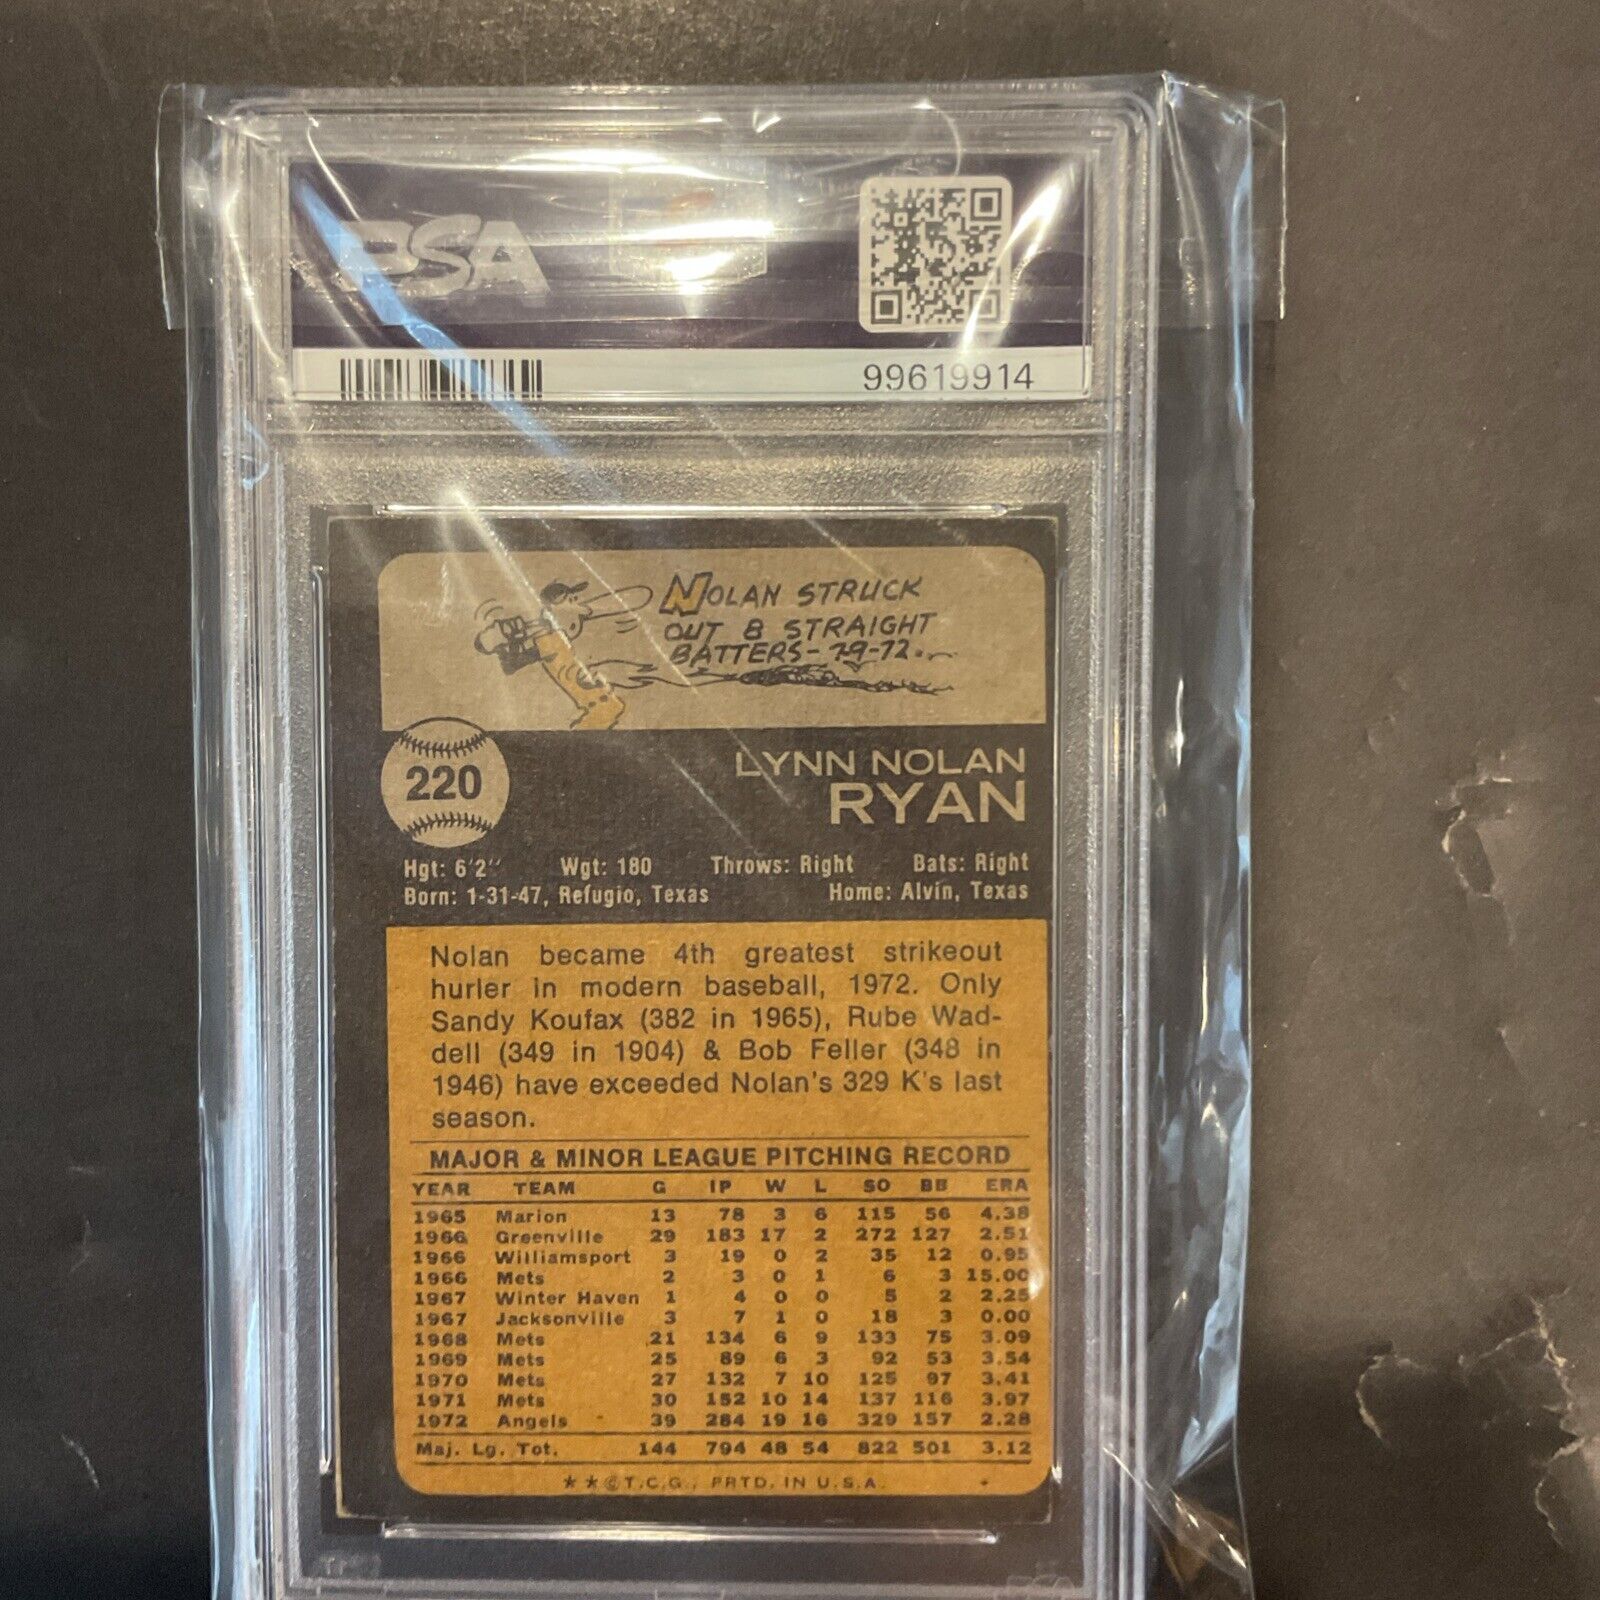 PSA
99619914
NOLAN STRUCK
OUT 8 STRAIGHT
BATTERS-7-9-72...
220
LYNN NOLAN
RYAN
Hgt: 6'2" Wgt: 180 Throws: Right Bats: Right
Born: 1-31-47, Refugio, Texas Home: Alvin, Texas
Nolan became 4th greatest strikeout
hurler in modern baseball, 1972. Only
Sandy Koufax (382 in 1965), Rube Wad-
dell (349 in 1904) & Bob Feller (348 in
1946) have exceeded Nolan's 329 K's last
season.
MAJOR & MINOR LEAGUE PITCHING RECORD
YEAR TEAM G IP W L SO BB ERA
1965 Marion 13 78 3 6 115 56 4.38
1966 Greenville 29 183 17 2 272 127 2.51
1966 Williamsport 3 19 0 2 35 12 0.95
1966 Mets 2 3 0 1 6 3 15.00
1967 Winter Haven 1 4 0 0 5 2 2.25
1967 Jacksonville 3 7 1 0 18 3 0.00
1968 Mets 21 134 6 9 133 75 3.09
1969 Mets 25 89 6 3 92 53 3.54
1970 Mets 27 132 7 10 125 97 3.41
1971 Mets 30 152 10 14 137 116 3.97
1972 Angels 39 284 19 16 329 157 2.28
Maj. Lg. Tot. 144 794 48 54 822 501 3.12
★★©T.C.G., PRTD. IN U.S.A.